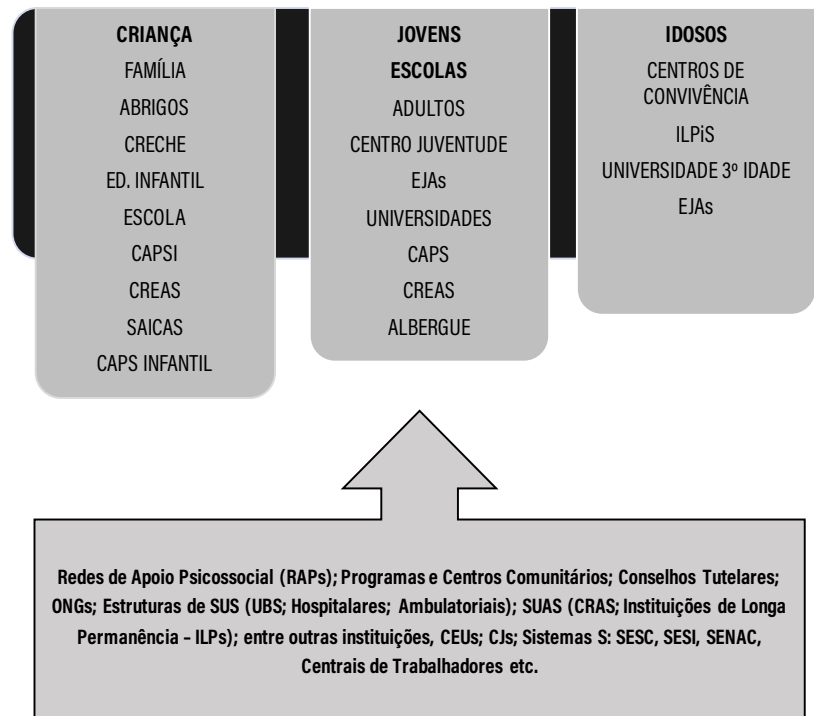 CRIANÇA
FAMÍLIA
ABRIGOS
CRECHE
ED. INFANTIL
ESCOLA
CAPSI
CREAS
SAICAS
CAPS INFANTIL
JOVENS
ESCOLAS
ADULTOS
CENTRO JUVENTUDE
EJAs
UNIVERSIDADES
CAPS
CREAS
ALBERGUE
IDOSOS
CENTROS DE
CONVIVÊNCIA
ILPiS
UNIVERSIDADE 3º IDADE
EJAs
Redes de Apoio Psicossocial (RAPs); Programas e Centros Comunitários; Conselhos Tutelares;
ONGs; Estruturas de SUS (UBS; Hospitalares; Ambulatoriais); SUAS (CRAS; Instituições de Longa
Permanência – ILPs); entre outras instituições, CEUs; CJs; Sistemas S: SESC, SESI, SENAC,
Centrais de Trabalhadores etc.